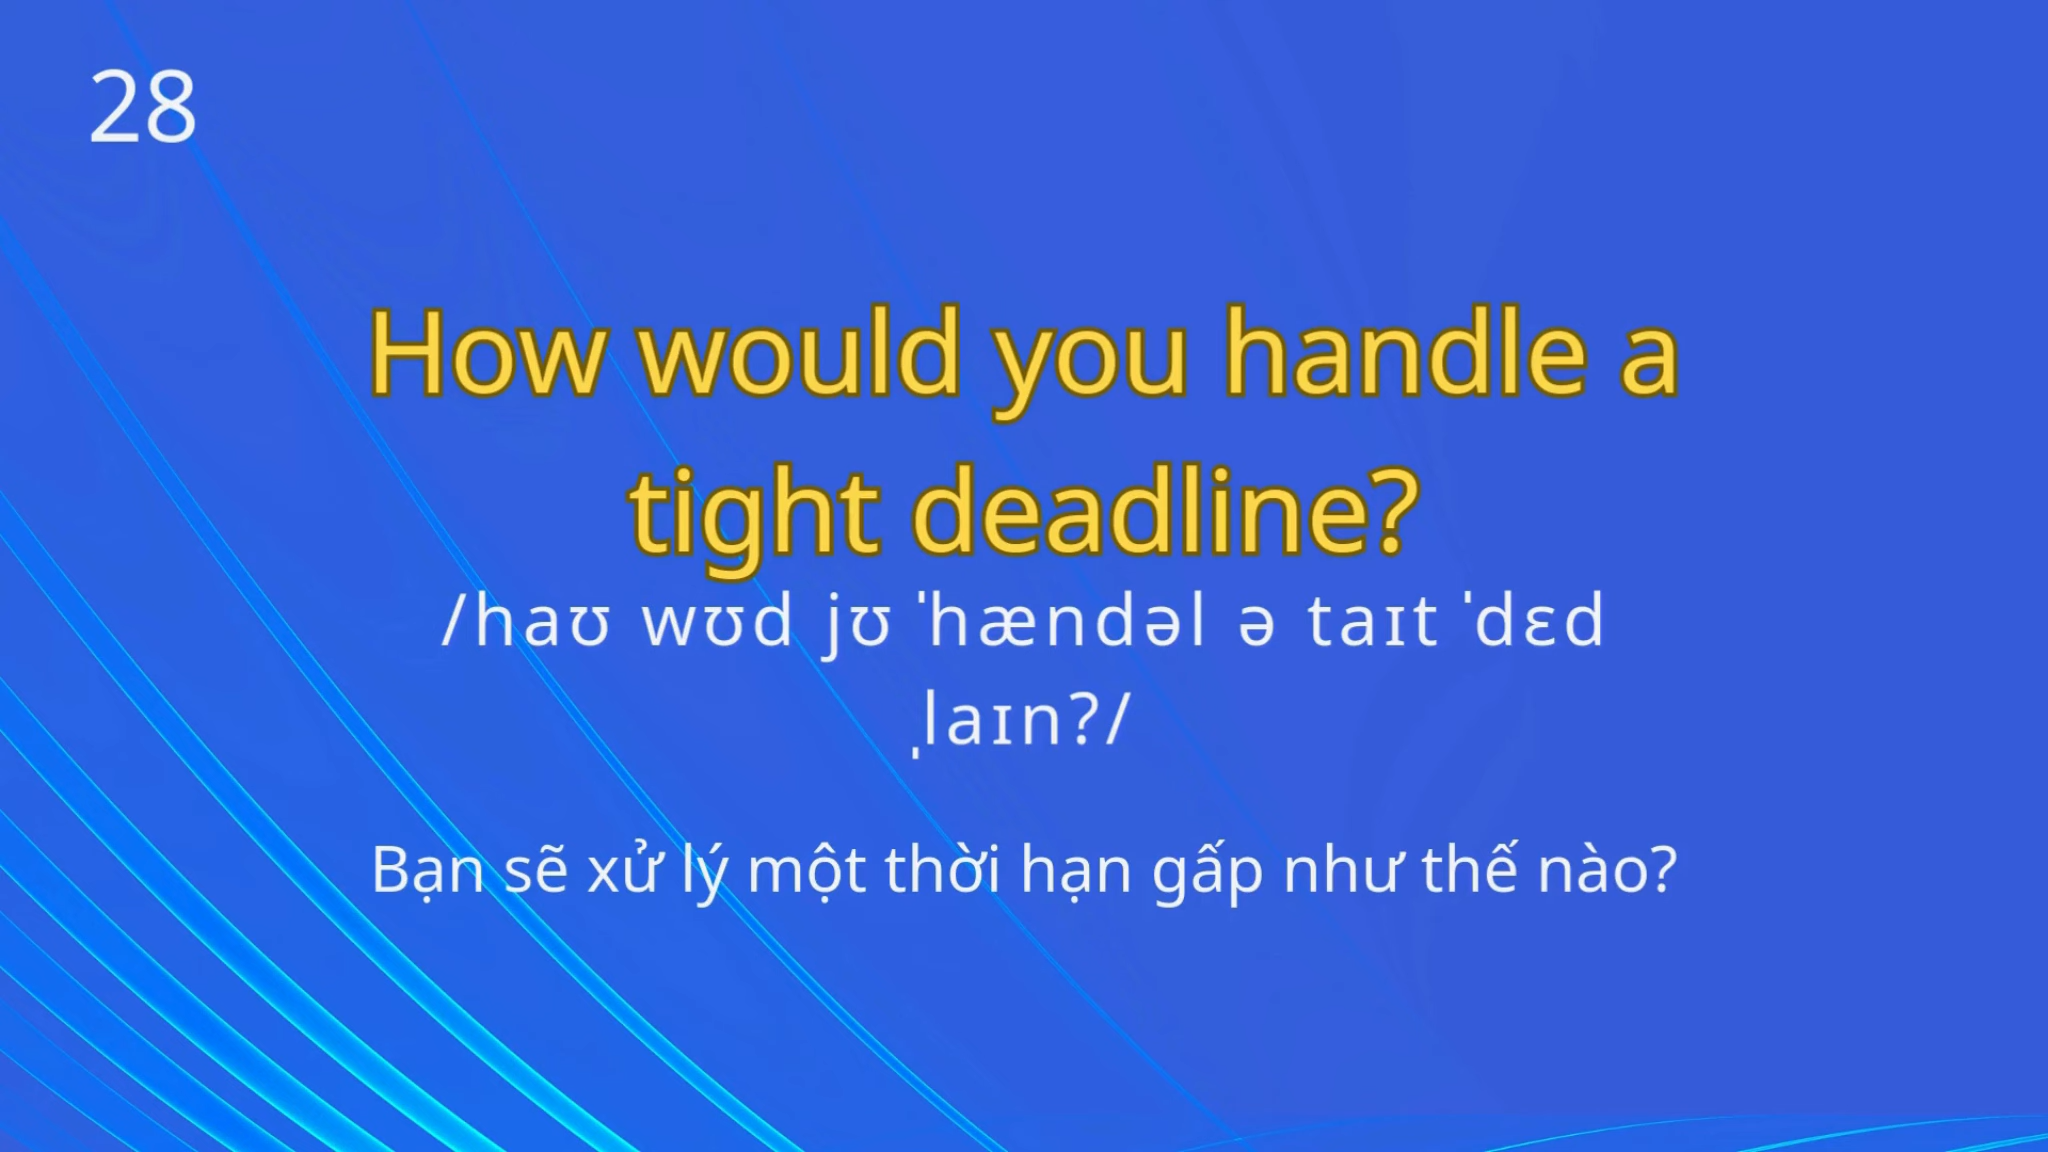 28
How would you handle a
tight deadline?
/haʊ wʊd jʊ ˈhændəl ə taɪt ˈdɛd
ˌlaɪn?/
Bạn sẽ xử lý một thời hạn gấp như thế nào?